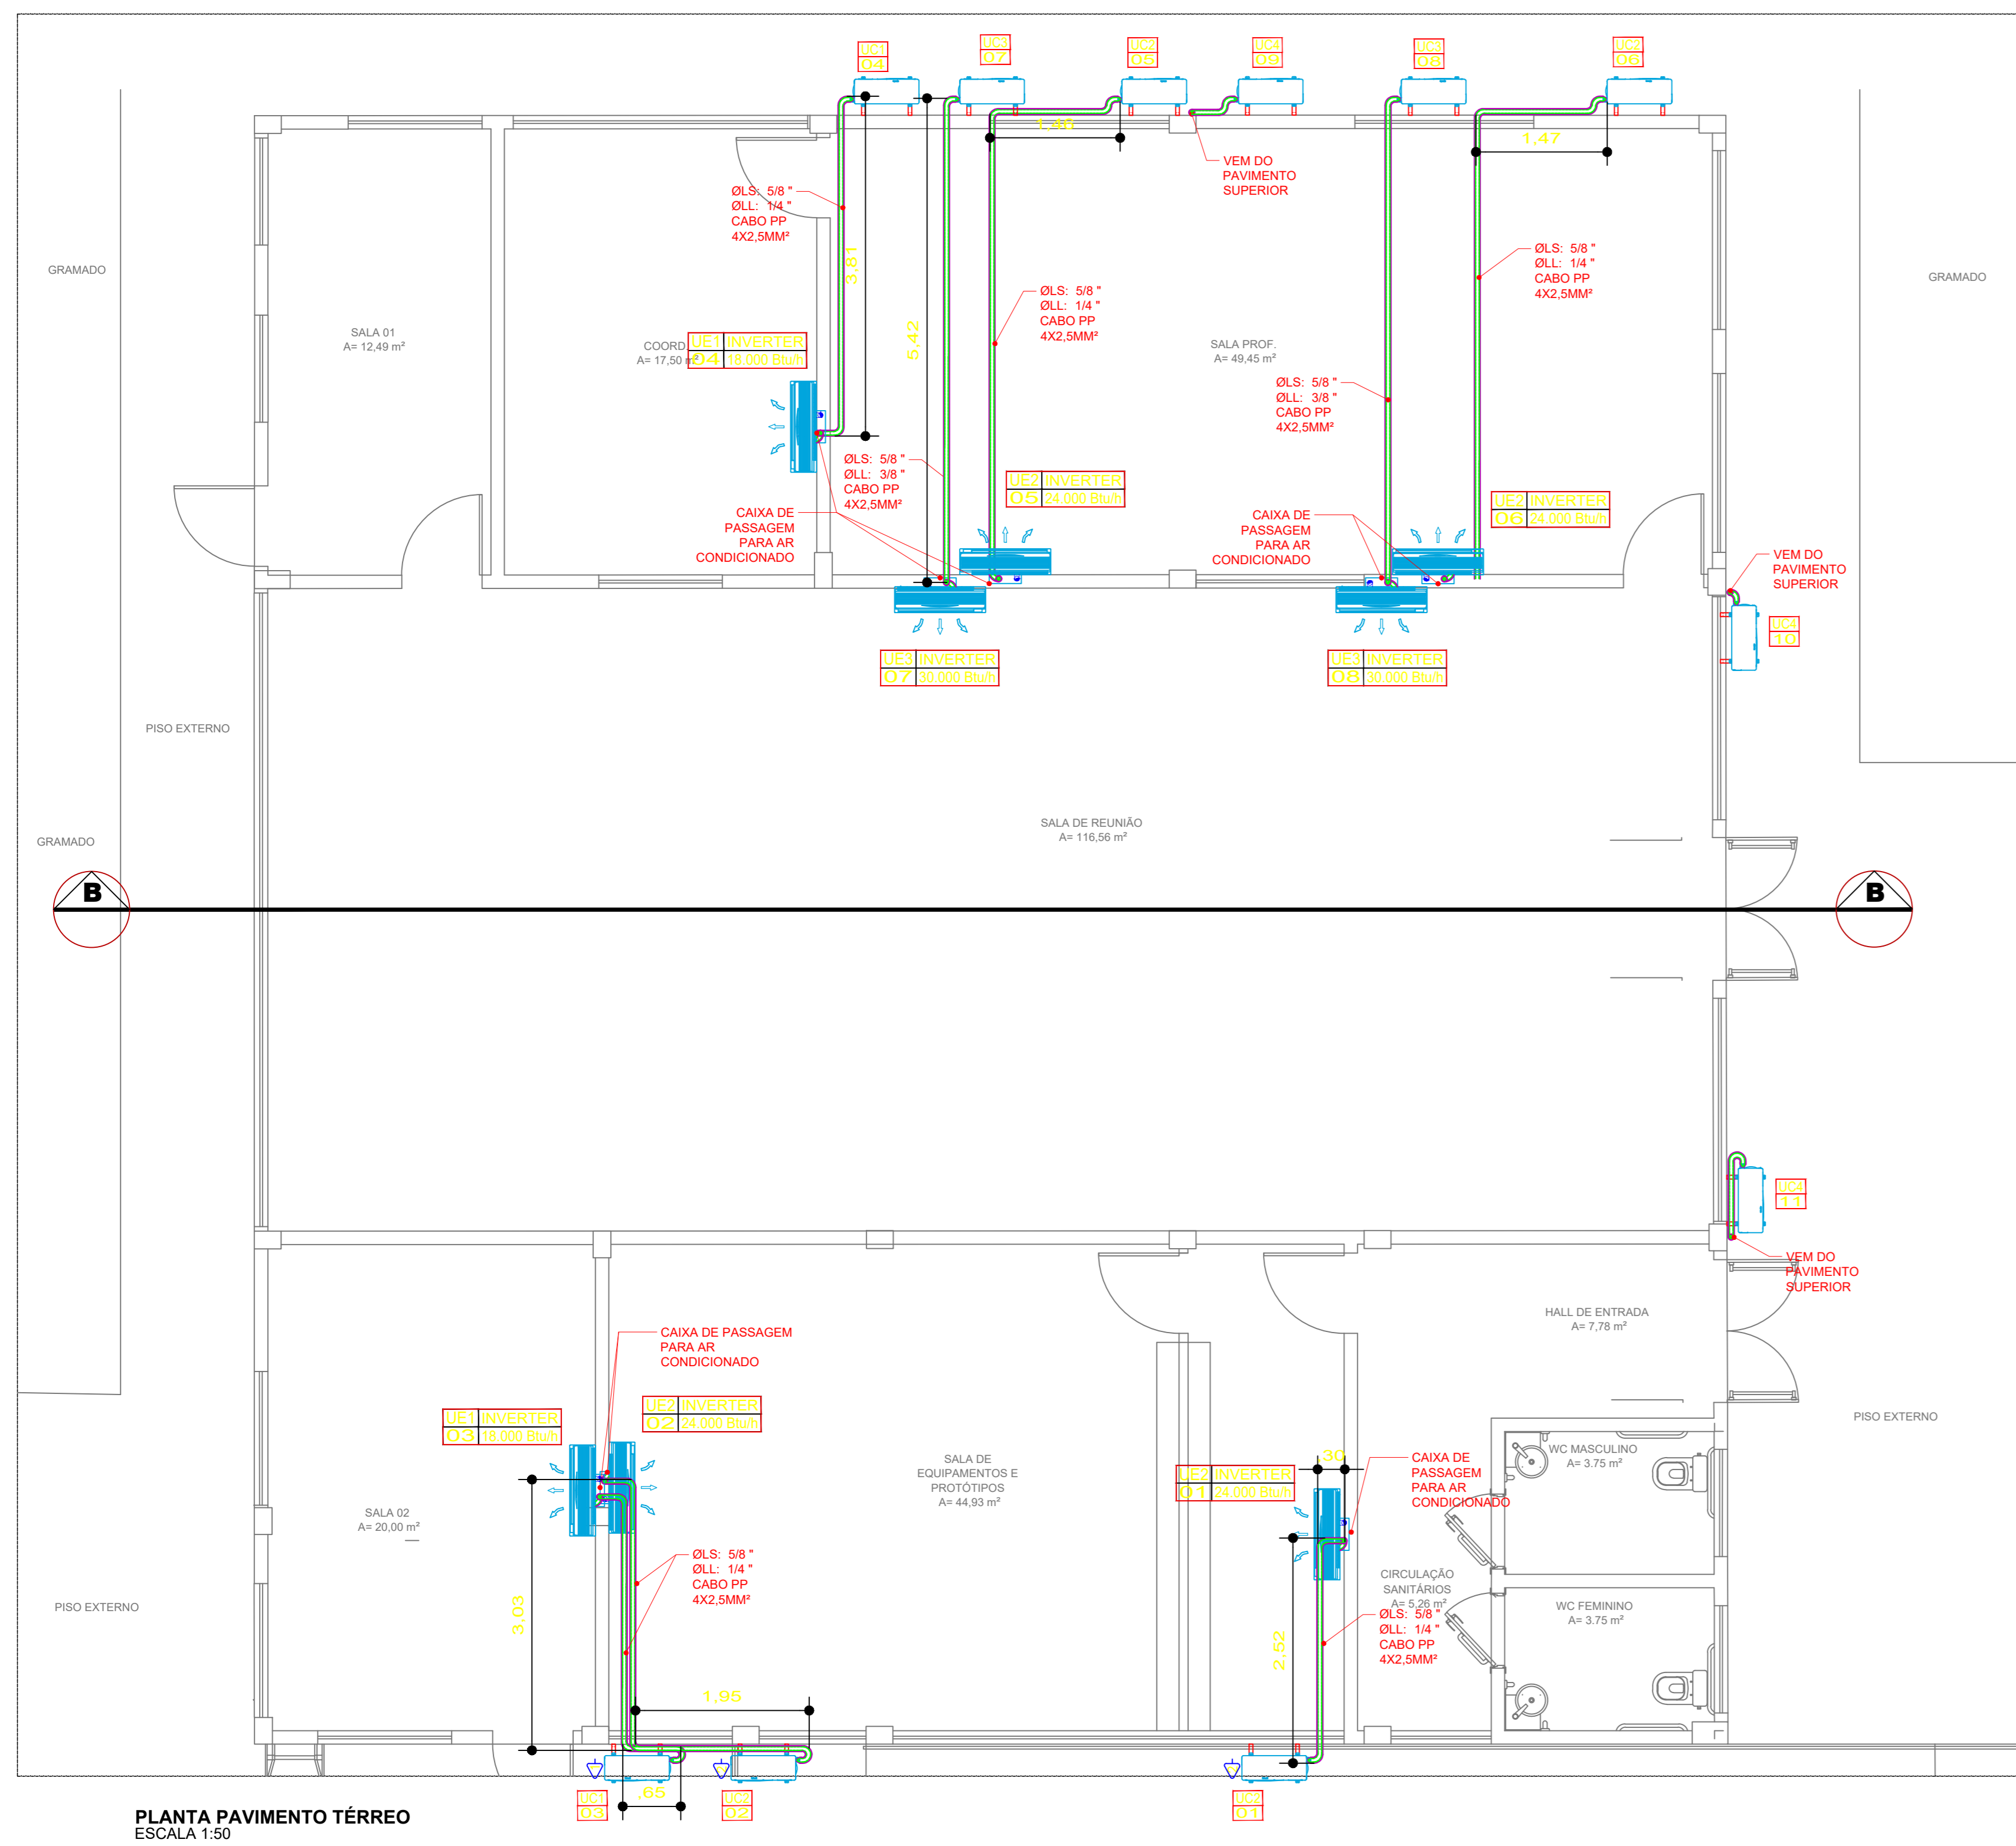 UC1
04
UC3
07
UC2
05
UC4
09
UC3
08
UC2
06
1,46
1,47
VEM DO
PAVIMENTO
SUPERIOR
ØLS: 5/8 "
ØLL: 1/4 "
CABO PP
4X2,5MM²
3,81
5,42
ØLS: 5/8 "
ØLL: 1/4 "
CABO PP
4X2,5MM²
ØLS: 5/8 "
ØLL: 1/4 "
CABO PP
4X2,5MM²
GRAMADO
GRAMADO
SALA 01
A= 12,49 m²
COORD.
A= 17,50 m²
UE1 INVERTER
04 18.000 Btu/h
SALA PROF.
A= 49,45 m²
ØLS: 5/8 "
ØLL: 3/8 "
CABO PP
4X2,5MM²
ØLS: 5/8 "
ØLL: 3/8 "
CABO PP
4X2,5MM²
UE2 INVERTER
05 24.000 Btu/h
UE2 INVERTER
06 24.000 Btu/h
CAIXA DE
PASSAGEM
PARA AR
CONDICIONADO
CAIXA DE
PASSAGEM
PARA AR
CONDICIONADO
VEM DO
PAVIMENTO
SUPERIOR
UC4
10
UE3 INVERTER
07 30.000 Btu/h
UE3 INVERTER
08 30.000 Btu/h
PISO EXTERNO
SALA DE REUNIÃO
A= 116,56 m²
GRAMADO
B
B
UC4
11
VEM DO
PAVIMENTO
SUPERIOR
HALL DE ENTRADA
A= 7,78 m²
CAIXA DE PASSAGEM
PARA AR
CONDICIONADO
UE1 INVERTER
03 18.000 Btu/h
UE2 INVERTER
02 24.000 Btu/h
PISO EXTERNO
SALA DE
EQUIPAMENTOS E
PROTÓTIPOS
A= 44,93 m²
,30
UE2 INVERTER
01 24.000 Btu/h
CAIXA DE
PASSAGEM
PARA AR
CONDICIONADO
WC MASCULINO
A= 3.75 m²
SALA 02
A= 20,00 m²
ØLS: 5/8 "
ØLL: 1/4 "
CABO PP
4X2,5MM²
CIRCULAÇÃO
SANITÁRIOS
A= 5,26 m²
ØLS: 5/8 "
ØLL: 1/4 "
CABO PP
4X2,5MM²
WC FEMININO
A= 3.75 m²
PISO EXTERNO
3,03
2,52
1,95
,65
UC1
03
UC2
02
UC2
01
PLANTA PAVIMENTO TÉRREO
ESCALA 1:50